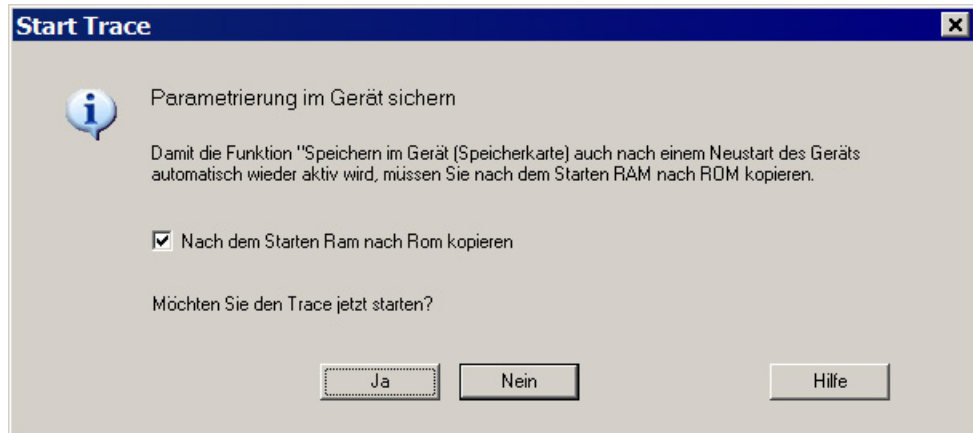 Start Trace
Parametrierung im Gerät sichern
Damit die Funktion "Speichern im Gerät (Speicherkarte) auch nach einem Neustart des Geräts
automatisch wieder aktiv wird, müssen Sie nach dem Starten RAM nach ROM kopieren.
Nach dem Starten Ram nach Rom kopieren
Möchten Sie den Trace jetzt starten?
Ja Nein Hilfe